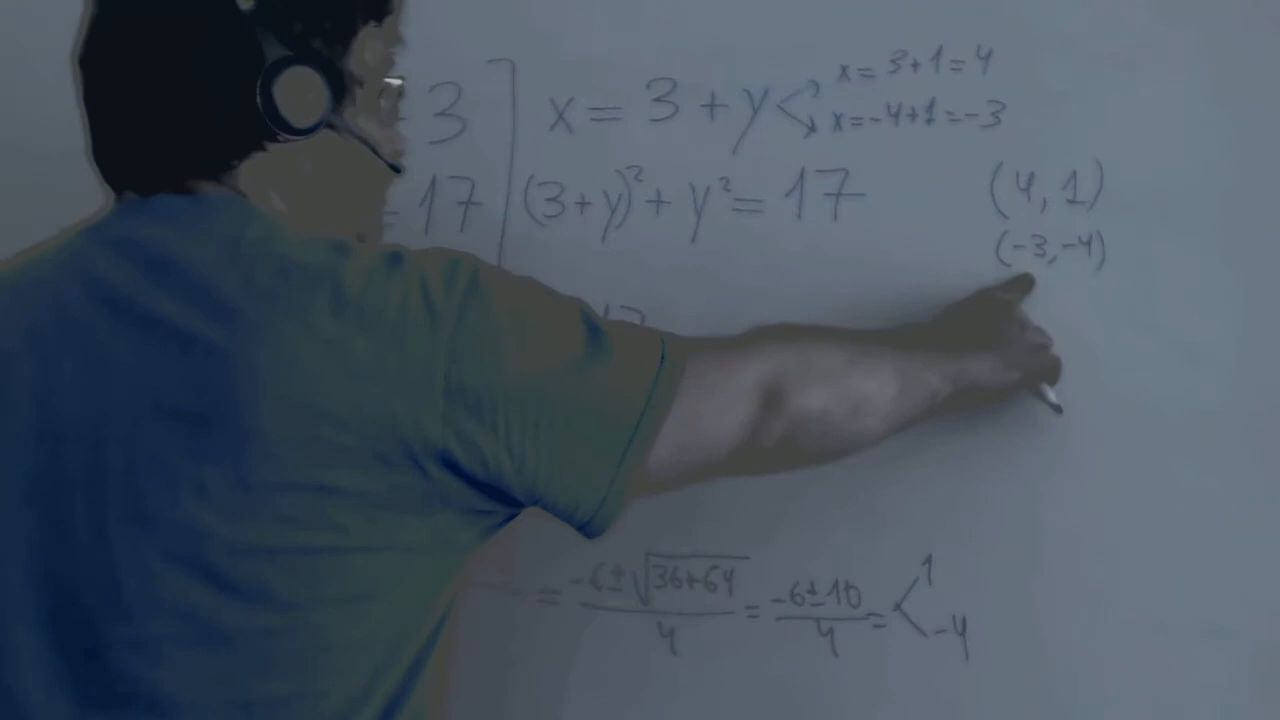 = 3 x = 3 + y x = 3+1 = 4
x = -4+1 = -3
= 17 (3+y)² + y² = 17 (4, 1)
(-3, -4)
= -6 ± √36+64 / 4 = -6 ± 10 / 4 = 1
-4